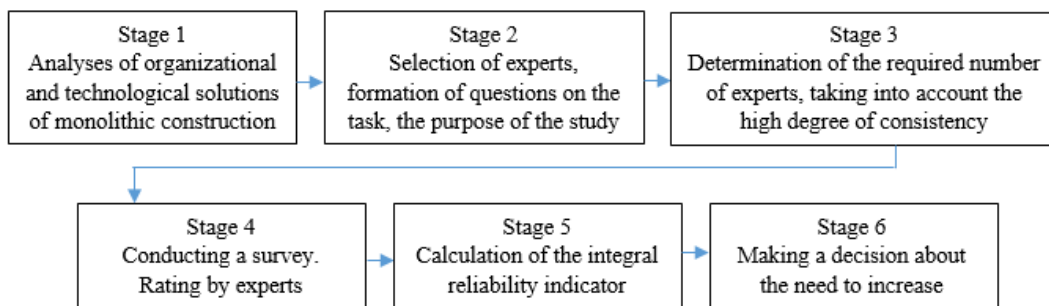 Stage 1
Analyses of organizational
and technological solutions
of monolithic construction
Stage 2
Selection of experts,
formation of questions on the
task, the purpose of the study
Stage 3
Determination of the required number
of experts, taking into account the
high degree of consistency
Stage 4
Conducting a survey.
Rating by experts
Stage 5
Calculation of the integral
reliability indicator
Stage 6
Making a decision about
the need to increase